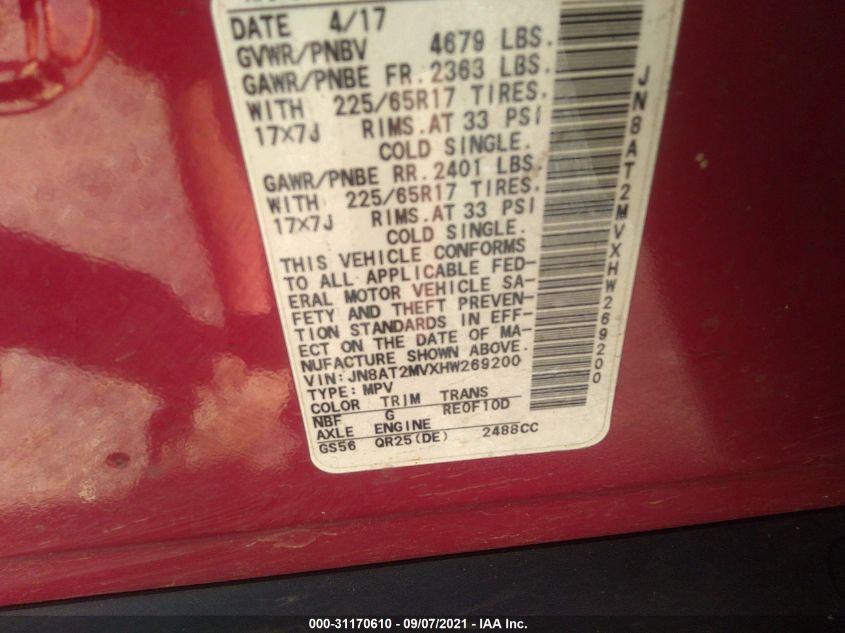 DATE 4/17
GVWR/PNBV 4679 LBS.
GAWR/PNBE FR. 2363 LBS.
WITH 225/65R17 TIRES.
17X7J RIMS. AT 33 PSI
COLD SINGLE.
GAWR/PNBE RR. 2401 LBS.
WITH 225/65R17 TIRES.
17X7J RIMS. AT 33 PSI
COLD SINGLE.
THIS VEHICLE CONFORMS
TO ALL APPLICABLE FED-
ERAL MOTOR VEHICLE SA-
FETY AND THEFT PREVEN-
TION STANDARDS IN EFF-
ECT ON THE DATE OF MA-
NUFACTURE SHOWN ABOVE.
VIN:JN8AT2MVXHW269200
TYPE: MPV
COLOR TRIM TRANS
NBF G RE0F10D
AXLE ENGINE
GS56 QR25(DE) 2488CC
JN8AT2MVXHW269200
000-31170610 - 09/07/2021 - IAA Inc.